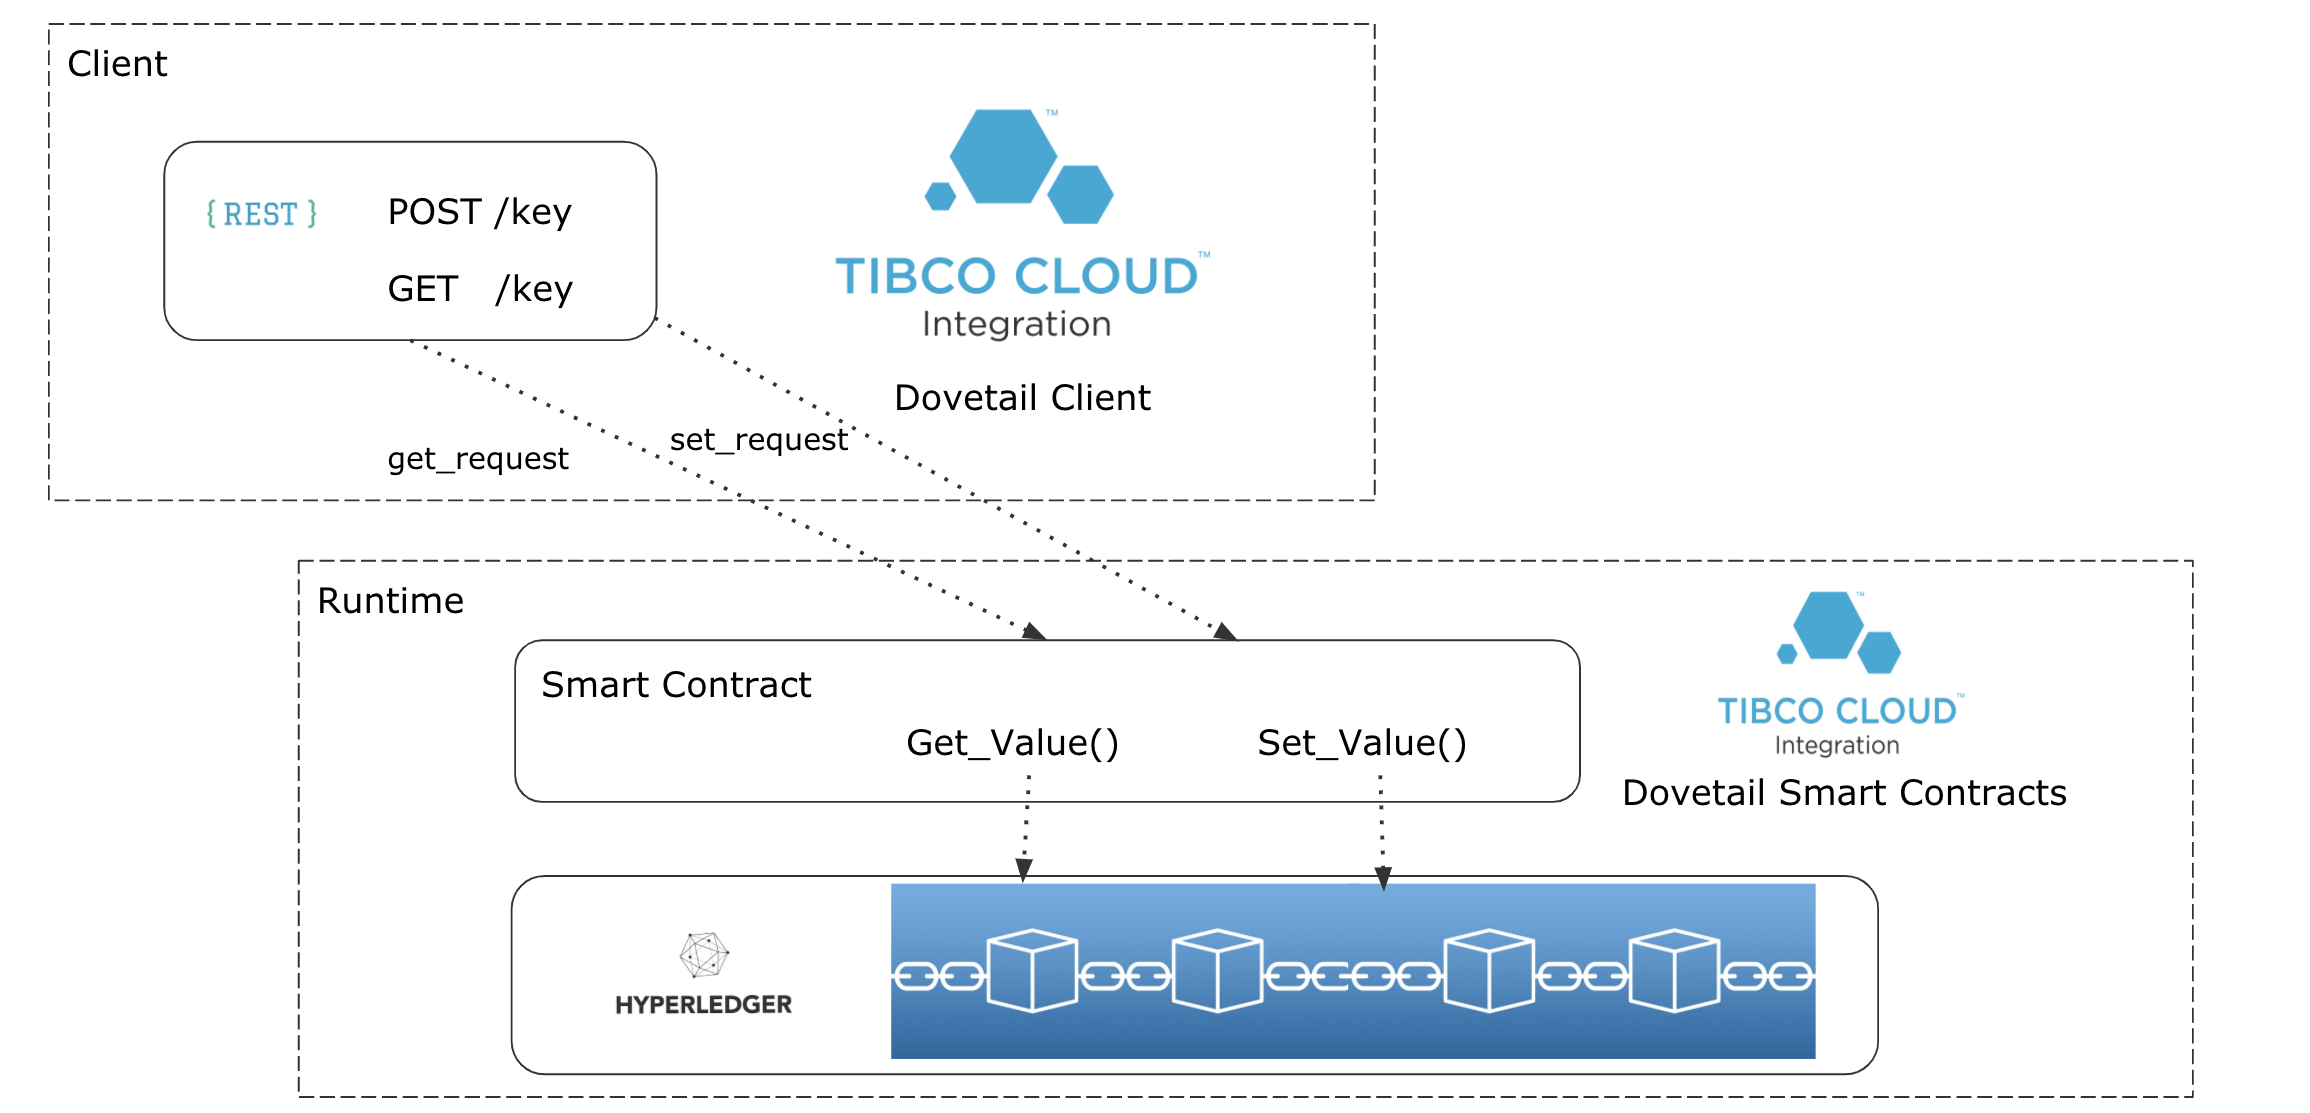 Client
{ REST } POST /key
GET /key
TIBCO CLOUD™
Integration
Dovetail Client
get_request
set_request
Runtime
Smart Contract
Get_Value() Set_Value()
TIBCO CLOUD™
Integration
Dovetail Smart Contracts
HYPERLEDGER